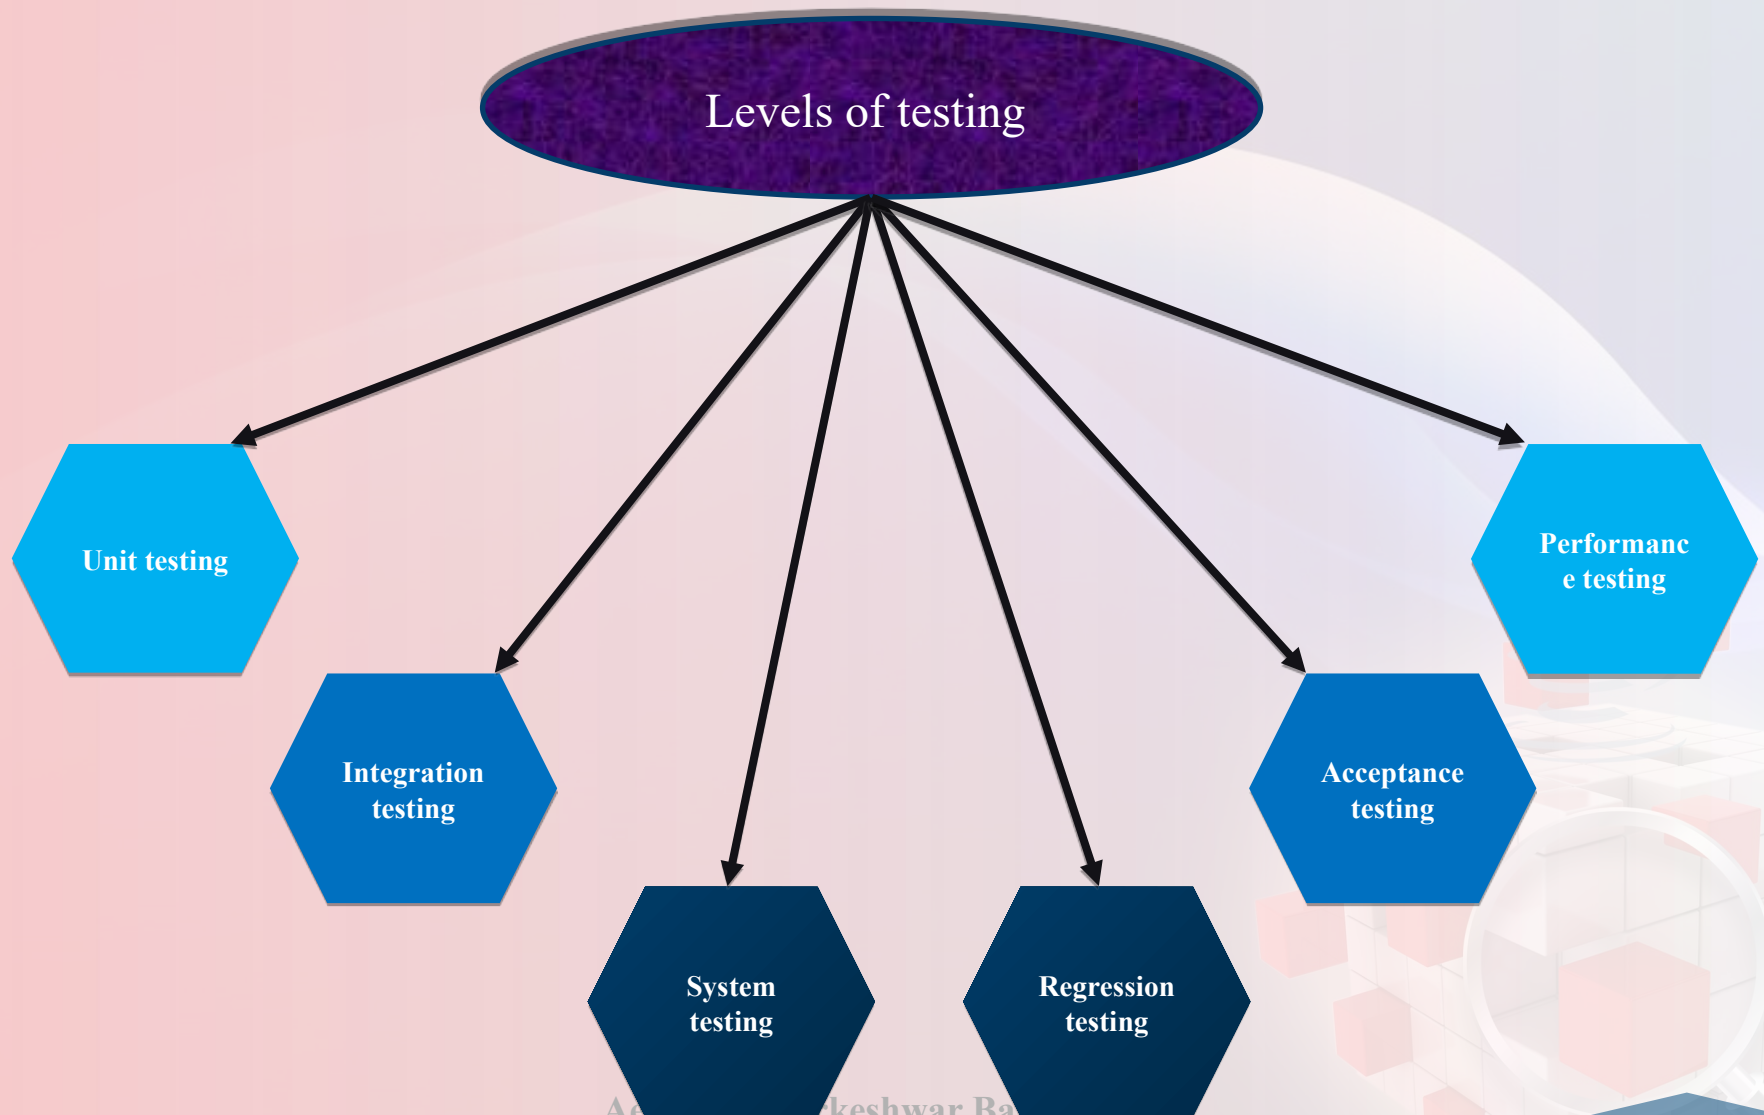 Levels of testing
Unit testing
Performanc
e testing
Integration
testing
Acceptance
testing
System
testing
Regression
testing